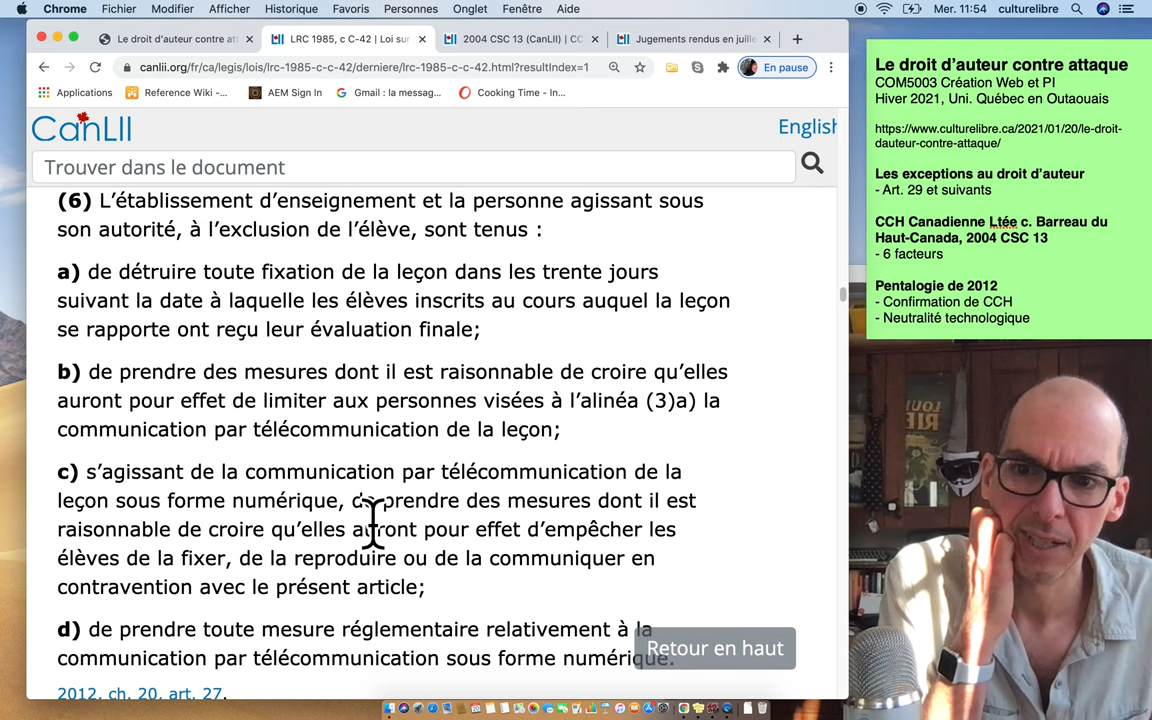 Chrome Fichier Modifier Afficher Historique Favoris Personnes Onglet Fenêtre Aide Mer. 11:54 culturelibre
Le droit d'auteur contre att
LRC 1985, c C-42 | Loi sur
2004 CSC 13 (CanLII) | CC
Jugements rendus en juille
canlii.org/fr/ca/legis/lois/lrc-1985-c-c-42/derniere/lrc-1985-c-c-42.html?resultIndex=1
En pause
Applications Reference Wiki -... AEM Sign In Gmail : la messag... Cooking Time - In...
CanLII
English
Trouver dans le document
(6) L'établissement d'enseignement et la personne agissant sous
son autorité, à l'exclusion de l'élève, sont tenus :
a) de détruire toute fixation de la leçon dans les trente jours
suivant la date à laquelle les élèves inscrits au cours auquel la leçon
se rapporte ont reçu leur évaluation finale;
b) de prendre des mesures dont il est raisonnable de croire qu'elles
auront pour effet de limiter aux personnes visées à l'alinéa (3)a) la
communication par télécommunication de la leçon;
c) s'agissant de la communication par télécommunication de la
leçon sous forme numérique, de prendre des mesures dont il est
raisonnable de croire qu'elles auront pour effet d'empêcher les
élèves de la fixer, de la reproduire ou de la communiquer en
contravention avec le présent article;
d) de prendre toute mesure réglementaire relativement à la
communication par télécommunication sous forme numérique.
Retour en haut
2012, ch. 20, art. 27.
Le droit d'auteur contre attaque
COM5003 Création Web et PI
Hiver 2021, Uni. Québec en Outaouais
https://www.culturelibre.ca/2021/01/20/le-droit-
dauteur-contre-attaque/
Les exceptions au droit d'auteur
- Art. 29 et suivants
CCH Canadienne Ltée c. Barreau du
Haut-Canada, 2004 CSC 13
- 6 facteurs
Pentalogie de 2012
- Confirmation de CCH
- Neutralité technologique